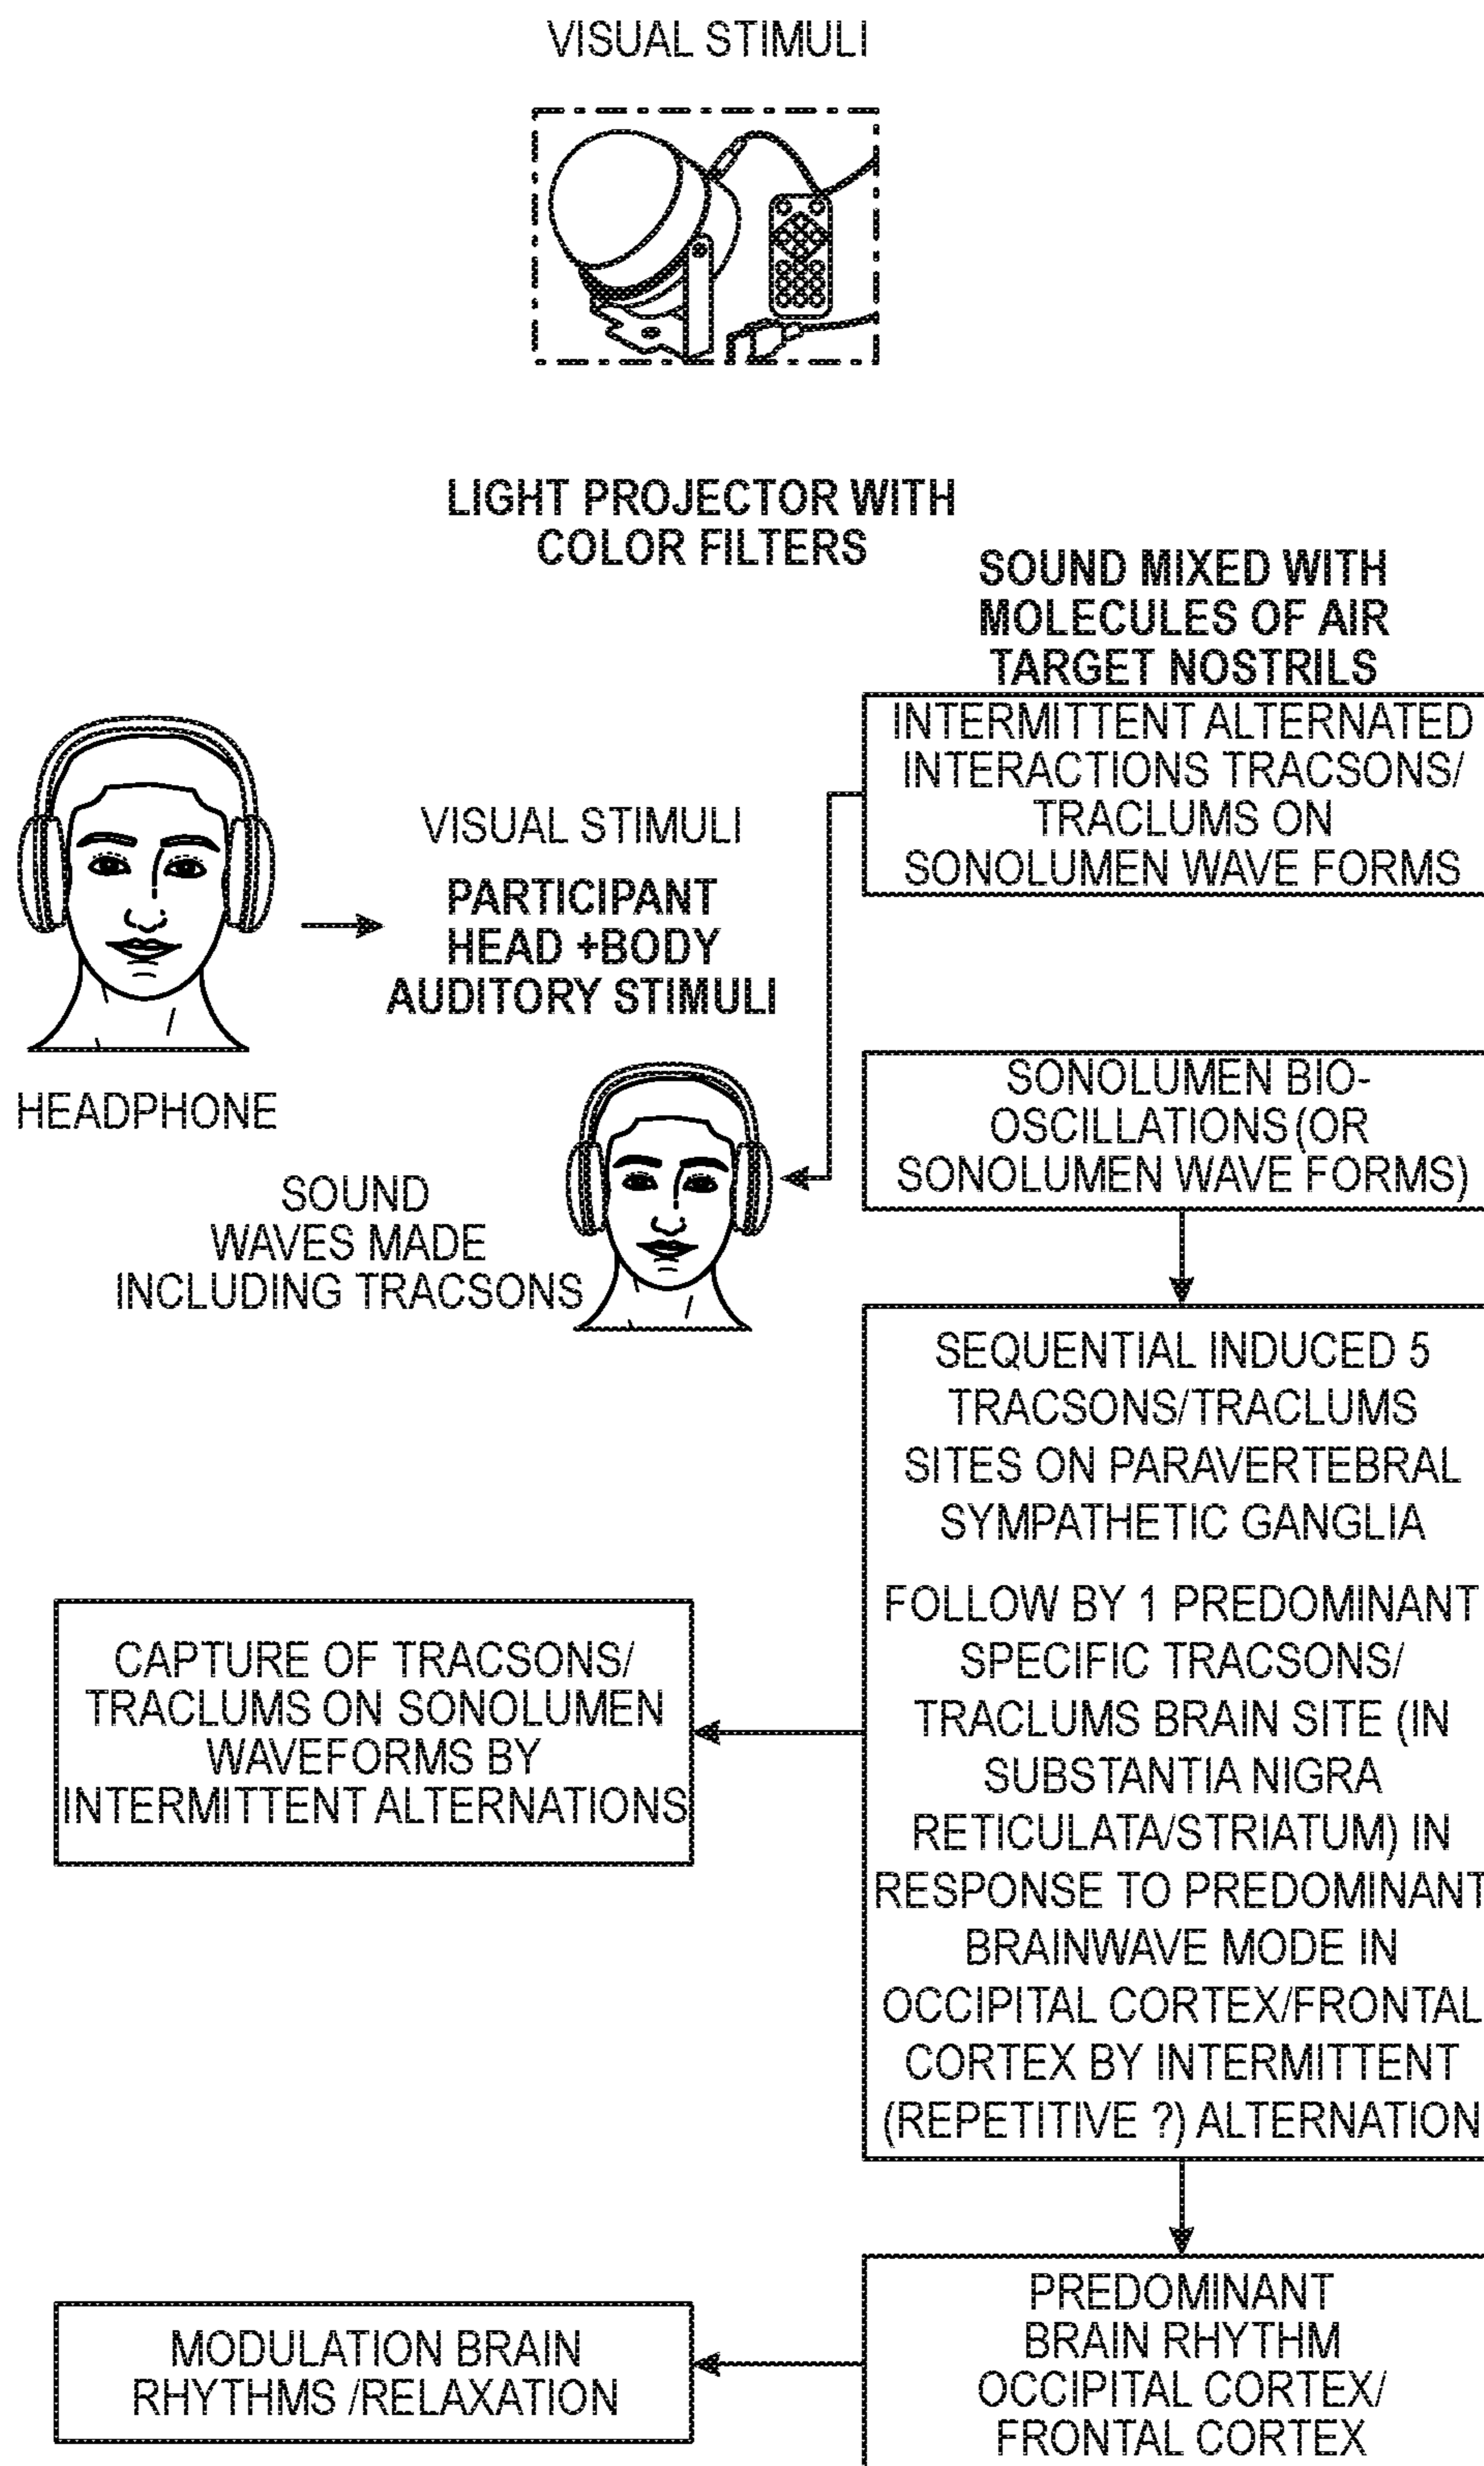 VISUAL STIMULI
LIGHT PROJECTOR WITH
COLOR FILTERS
SOUND MIXED WITH
MOLECULES OF AIR
TARGET NOSTRILS
INTERMITTENT ALTERNATED
INTERACTIONS TRACSONS/
TRACLUMS ON
SONOLUMEN WAVE FORMS
VISUAL STIMULI
PARTICIPANT
HEAD +BODY
AUDITORY STIMULI
HEADPHONE
SOUND
WAVES MADE
INCLUDING TRACSONS
SONOLUMEN BIO-
OSCILLATIONS (OR
SONOLUMEN WAVE FORMS)
SEQUENTIAL INDUCED 5
TRACSONS/TRACLUMS
SITES ON PARAVERTEBRAL
SYMPATHETIC GANGLIA
FOLLOW BY 1 PREDOMINANT
SPECIFIC TRACSONS/
TRACLUMS BRAIN SITE (IN
SUBSTANTIA NIGRA
RETICULATA/STRIATUM) IN
RESPONSE TO PREDOMINANT
BRAINWAVE MODE IN
OCCIPITAL CORTEX/FRONTAL
CORTEX BY INTERMITTENT
(REPETITIVE ?) ALTERNATION
CAPTURE OF TRACSONS/
TRACLUMS ON SONOLUMEN
WAVEFORMS BY
INTERMITTENT ALTERNATIONS
PREDOMINANT
BRAIN RHYTHM
OCCIPITAL CORTEX/
FRONTAL CORTEX
MODULATION BRAIN
RHYTHMS /RELAXATION